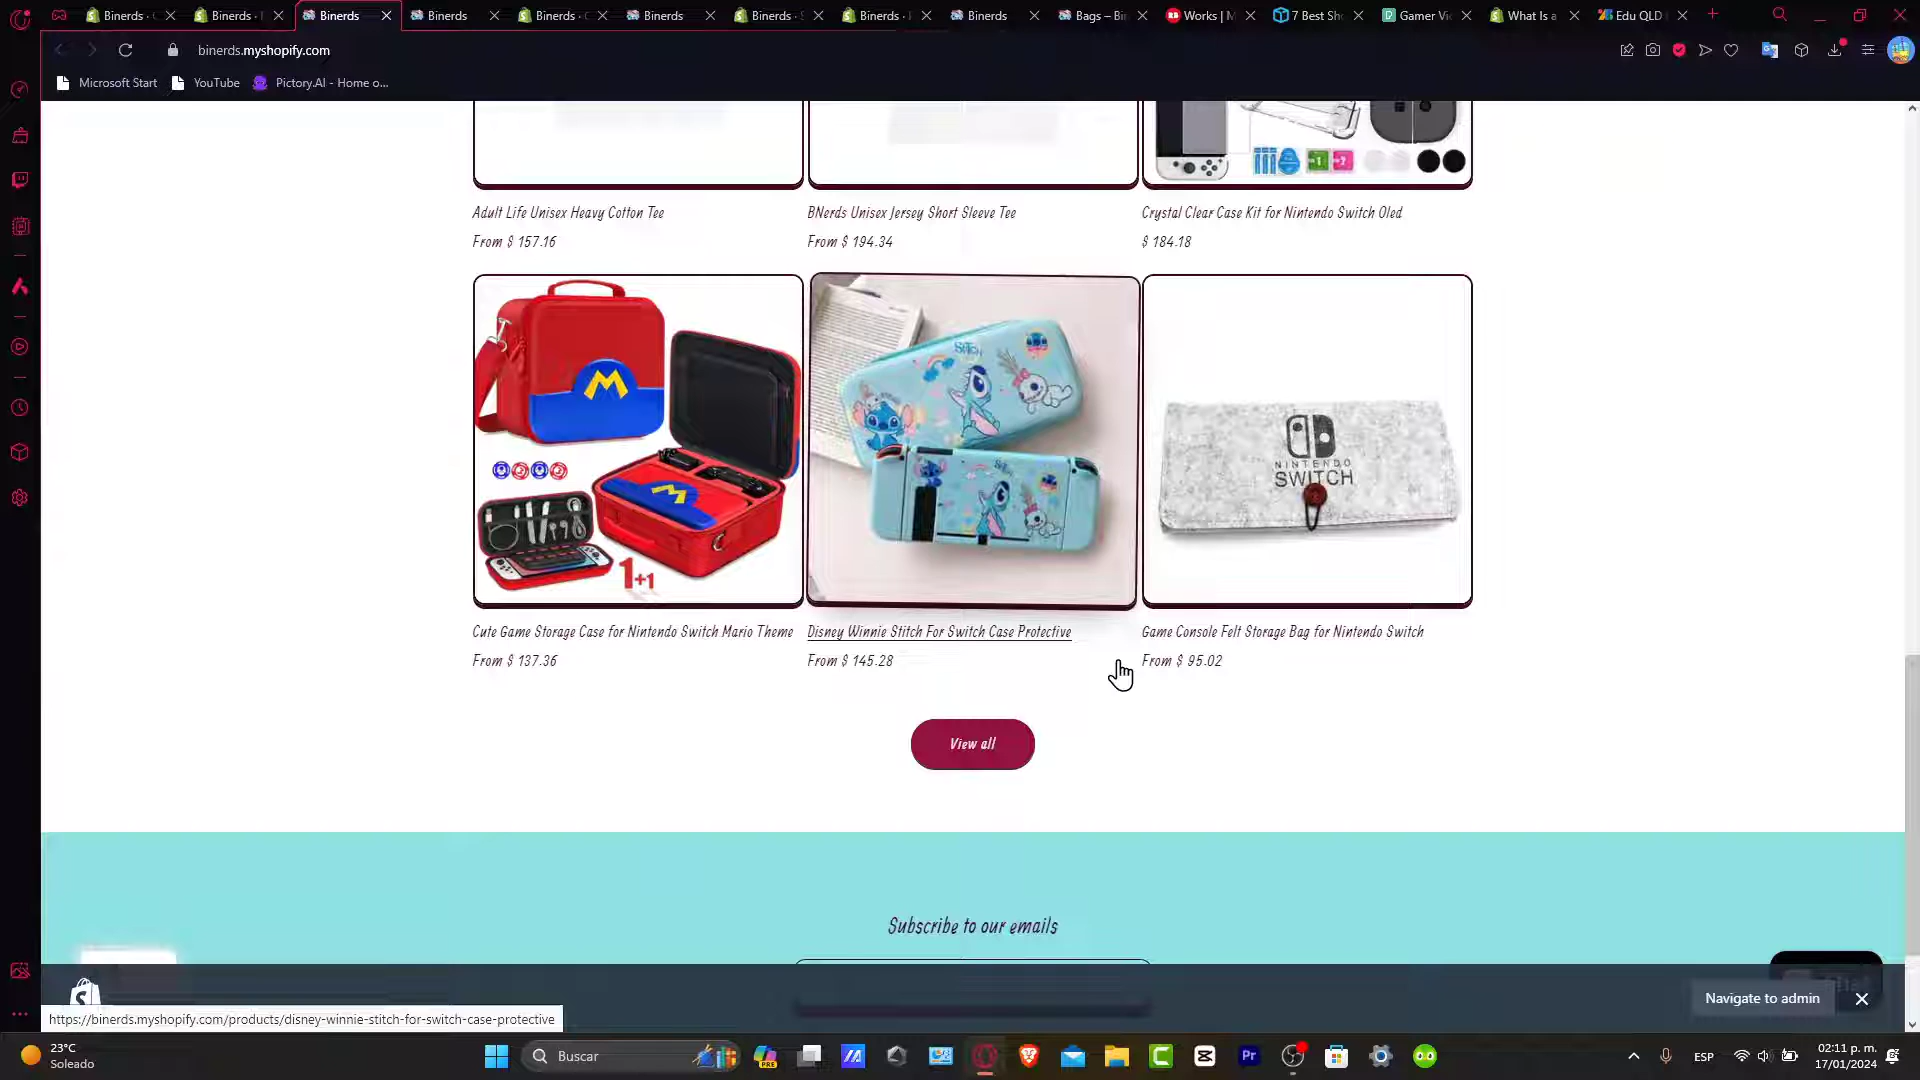 Binerds · C
Binerds ·
Binerds
Binerds
Binerds · C
Binerds
Binerds · S
Binerds ·
Binerds
Bags – Bi
Works | M
7 Best Sh
Gamer Vi
What Is a
Edu QLD
binerds.myshopify.com
Microsoft Start
YouTube
Pictory.AI - Home o...
Adult Life Unisex Heavy Cotton Tee
From $ 157.16
BNerds Unisex Jersey Short Sleeve Tee
From $ 194.34
Crystal Clear Case Kit for Nintendo Switch Oled
$ 184.18
M
1+1
Stitch
NINTENDO
SWITCH
Cute Game Storage Case for Nintendo Switch Mario Theme
From $ 137.36
Disney Winnie Stitch For Switch Case Protective
From $ 145.28
Game Console Felt Storage Bag for Nintendo Switch
From $ 95.02
View all
Subscribe to our emails
Navigate to admin
https://binerds.myshopify.com/products/disney-winnie-stitch-for-switch-case-protective
23°C
Soleado
Buscar
PRE
Pr
ESP
02:11 p. m.
17/01/2024